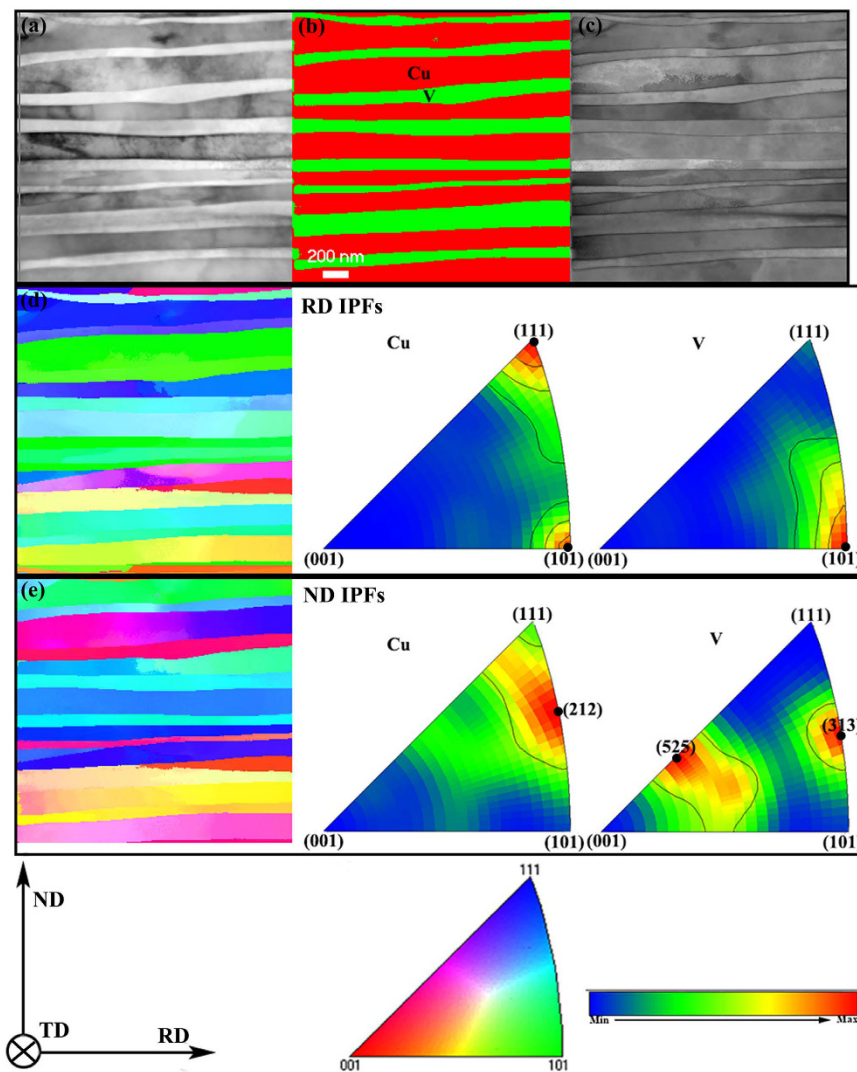 (a) (b) (c)
Cu
V
200 nm
(d) RD IPFs
Cu (111) V (111)
(001) (101) (001) (101)
(e) ND IPFs
Cu (111) V (111)
(212) (525) (313)
(001) (101) (001) (101)
ND
TD RD
111
001 101
Min Max